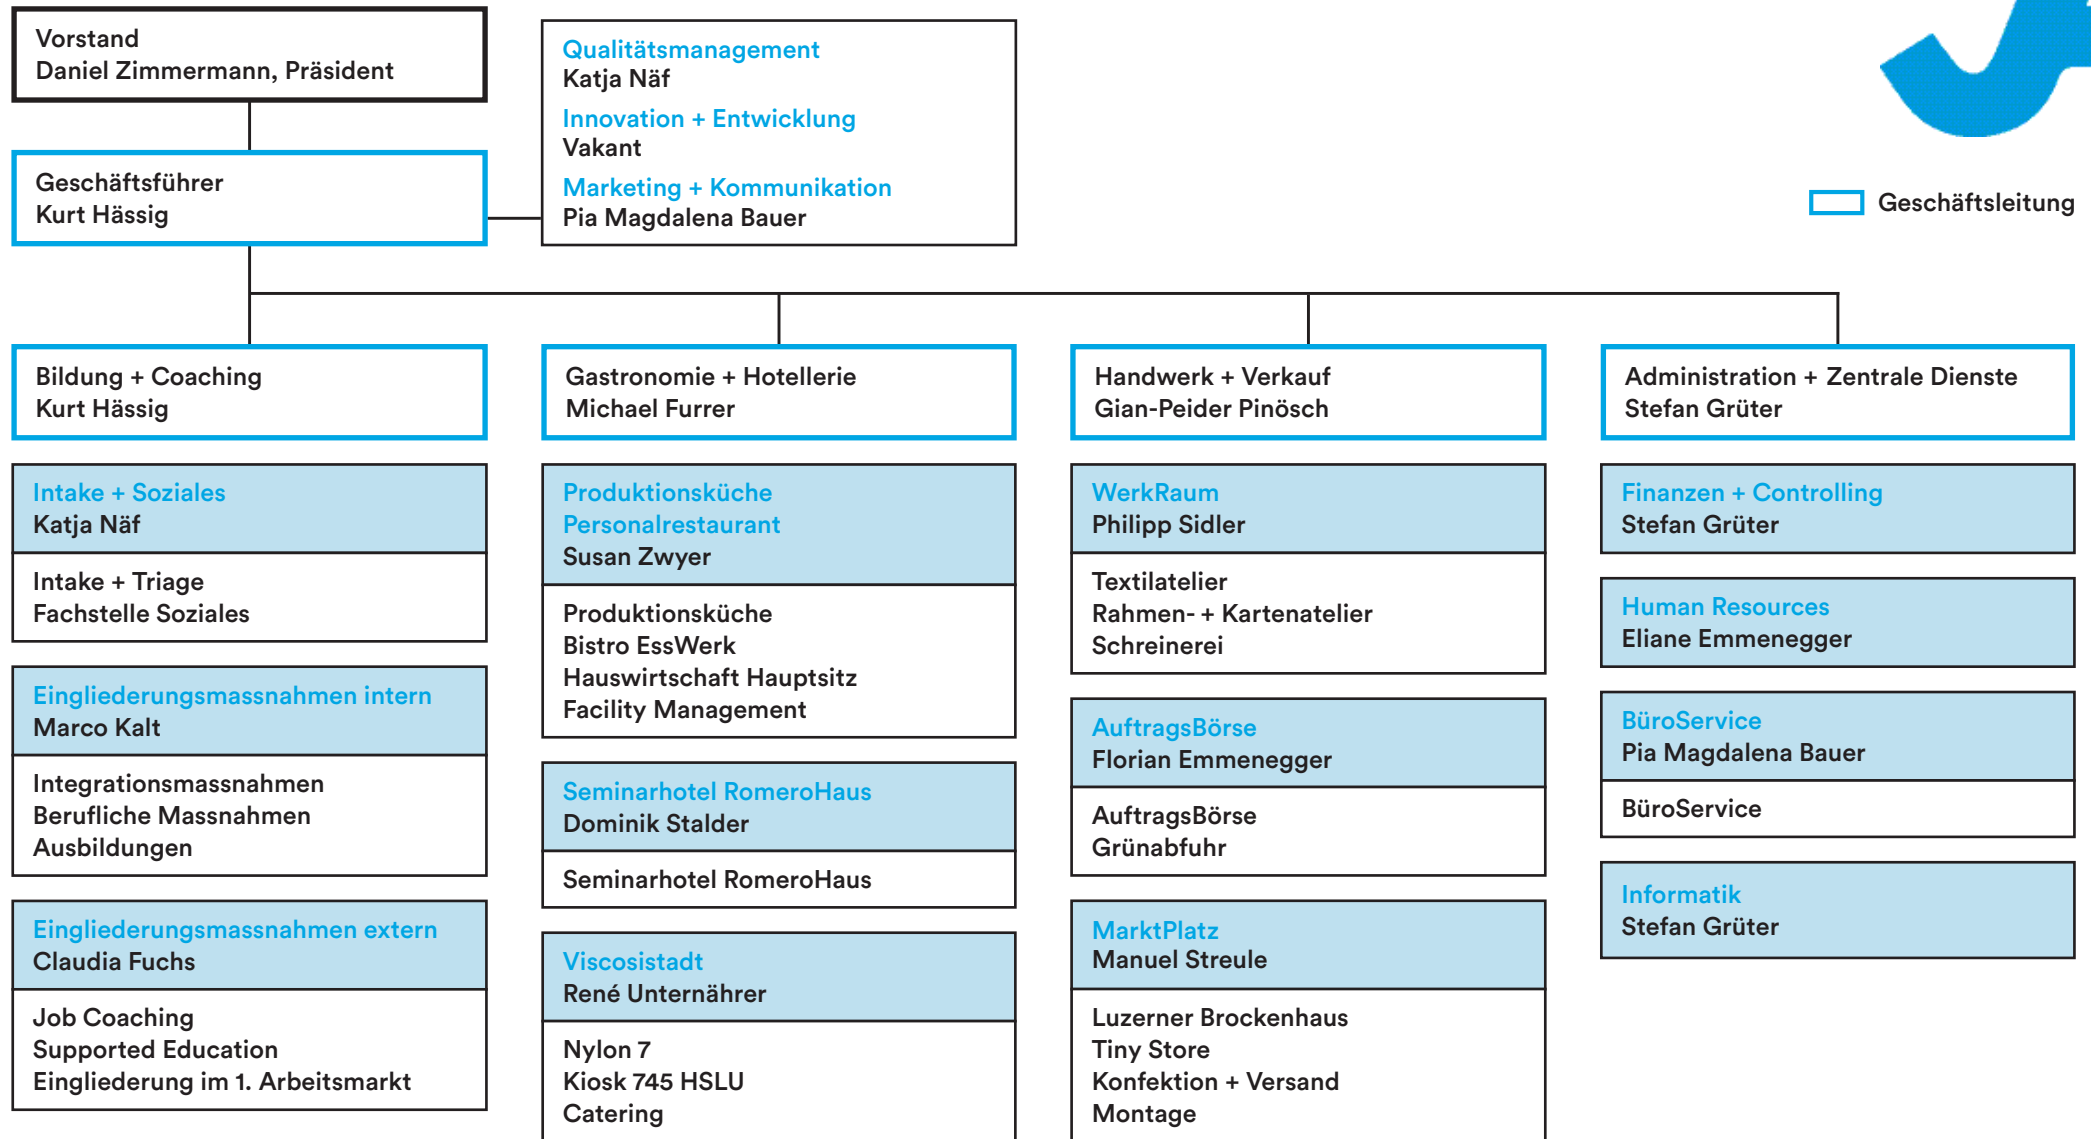 Vorstand
Daniel Zimmermann, Präsident
Qualitätsmanagement
Katja Näf
Innovation + Entwicklung
Vakant
Marketing + Kommunikation
Pia Magdalena Bauer
Geschäftsführer
Kurt Hässig
Geschäftsleitung
Bildung + Coaching
Kurt Hässig
Intake + Soziales
Katja Näf
Intake + Triage
Fachstelle Soziales
Eingliederungsmassnahmen intern
Marco Kalt
Integrationsmassnahmen
Berufliche Massnahmen
Ausbildungen
Eingliederungsmassnahmen extern
Claudia Fuchs
Job Coaching
Supported Education
Eingliederung im 1. Arbeitsmarkt
Gastronomie + Hotellerie
Michael Furrer
Produktionsküche
Personalrestaurant
Susan Zwyer
Produktionsküche
Bistro EssWerk
Hauswirtschaft Hauptsitz
Facility Management
Seminarhotel RomeroHaus
Dominik Stalder
Seminarhotel RomeroHaus
Viscosistadt
René Unternährer
Nylon 7
Kiosk 745 HSLU
Catering
Handwerk + Verkauf
Gian-Peider Pinösch
WerkRaum
Philipp Sidler
Textilatelier
Rahmen- + Kartenatelier
Schreinerei
AuftragsBörse
Florian Emmenegger
AuftragsBörse
Grünabfuhr
MarktPlatz
Manuel Streule
Luzerner Brockenhaus
Tiny Store
Konfektion + Versand
Montage
Administration + Zentrale Dienste
Stefan Grüter
Finanzen + Controlling
Stefan Grüter
Human Resources
Eliane Emmenegger
BüroService
Pia Magdalena Bauer
BüroService
Informatik
Stefan Grüter